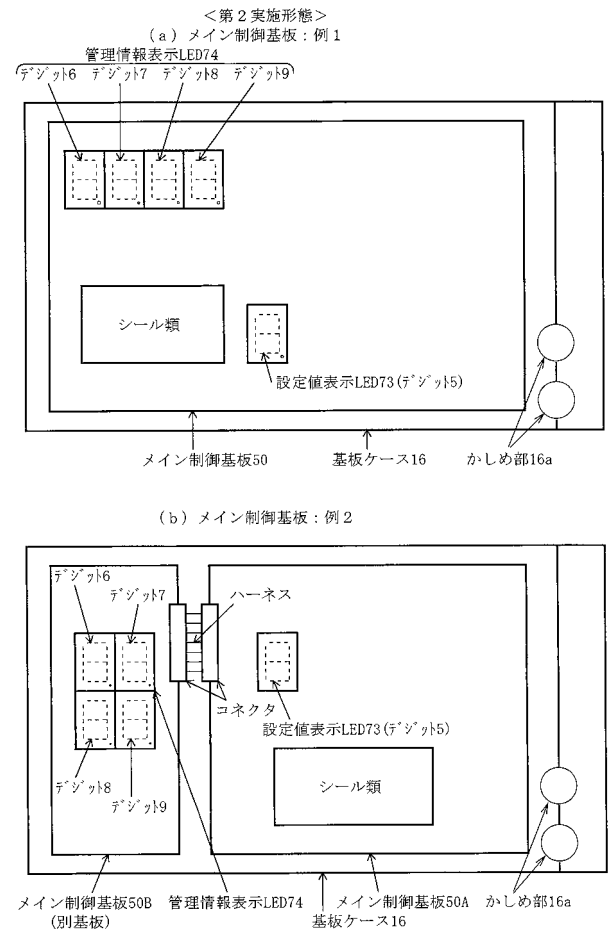 ＜第２実施形態＞
(a) メイン制御基板：例１
管理情報表示LED74
デジット6 デジット7 デジット8 デジット9
シール類
設定値表示LED73(デジット5)
メイン制御基板50 基板ケース16 かしめ部16a
(b) メイン制御基板：例２
デジット6
デジット7
ハーネス
コネクタ
設定値表示LED73(デジット5)
シール類
デジット8
デジット9
メイン制御基板50B 管理情報表示LED74 メイン制御基板50A かしめ部16a
(別基板) 基板ケース16